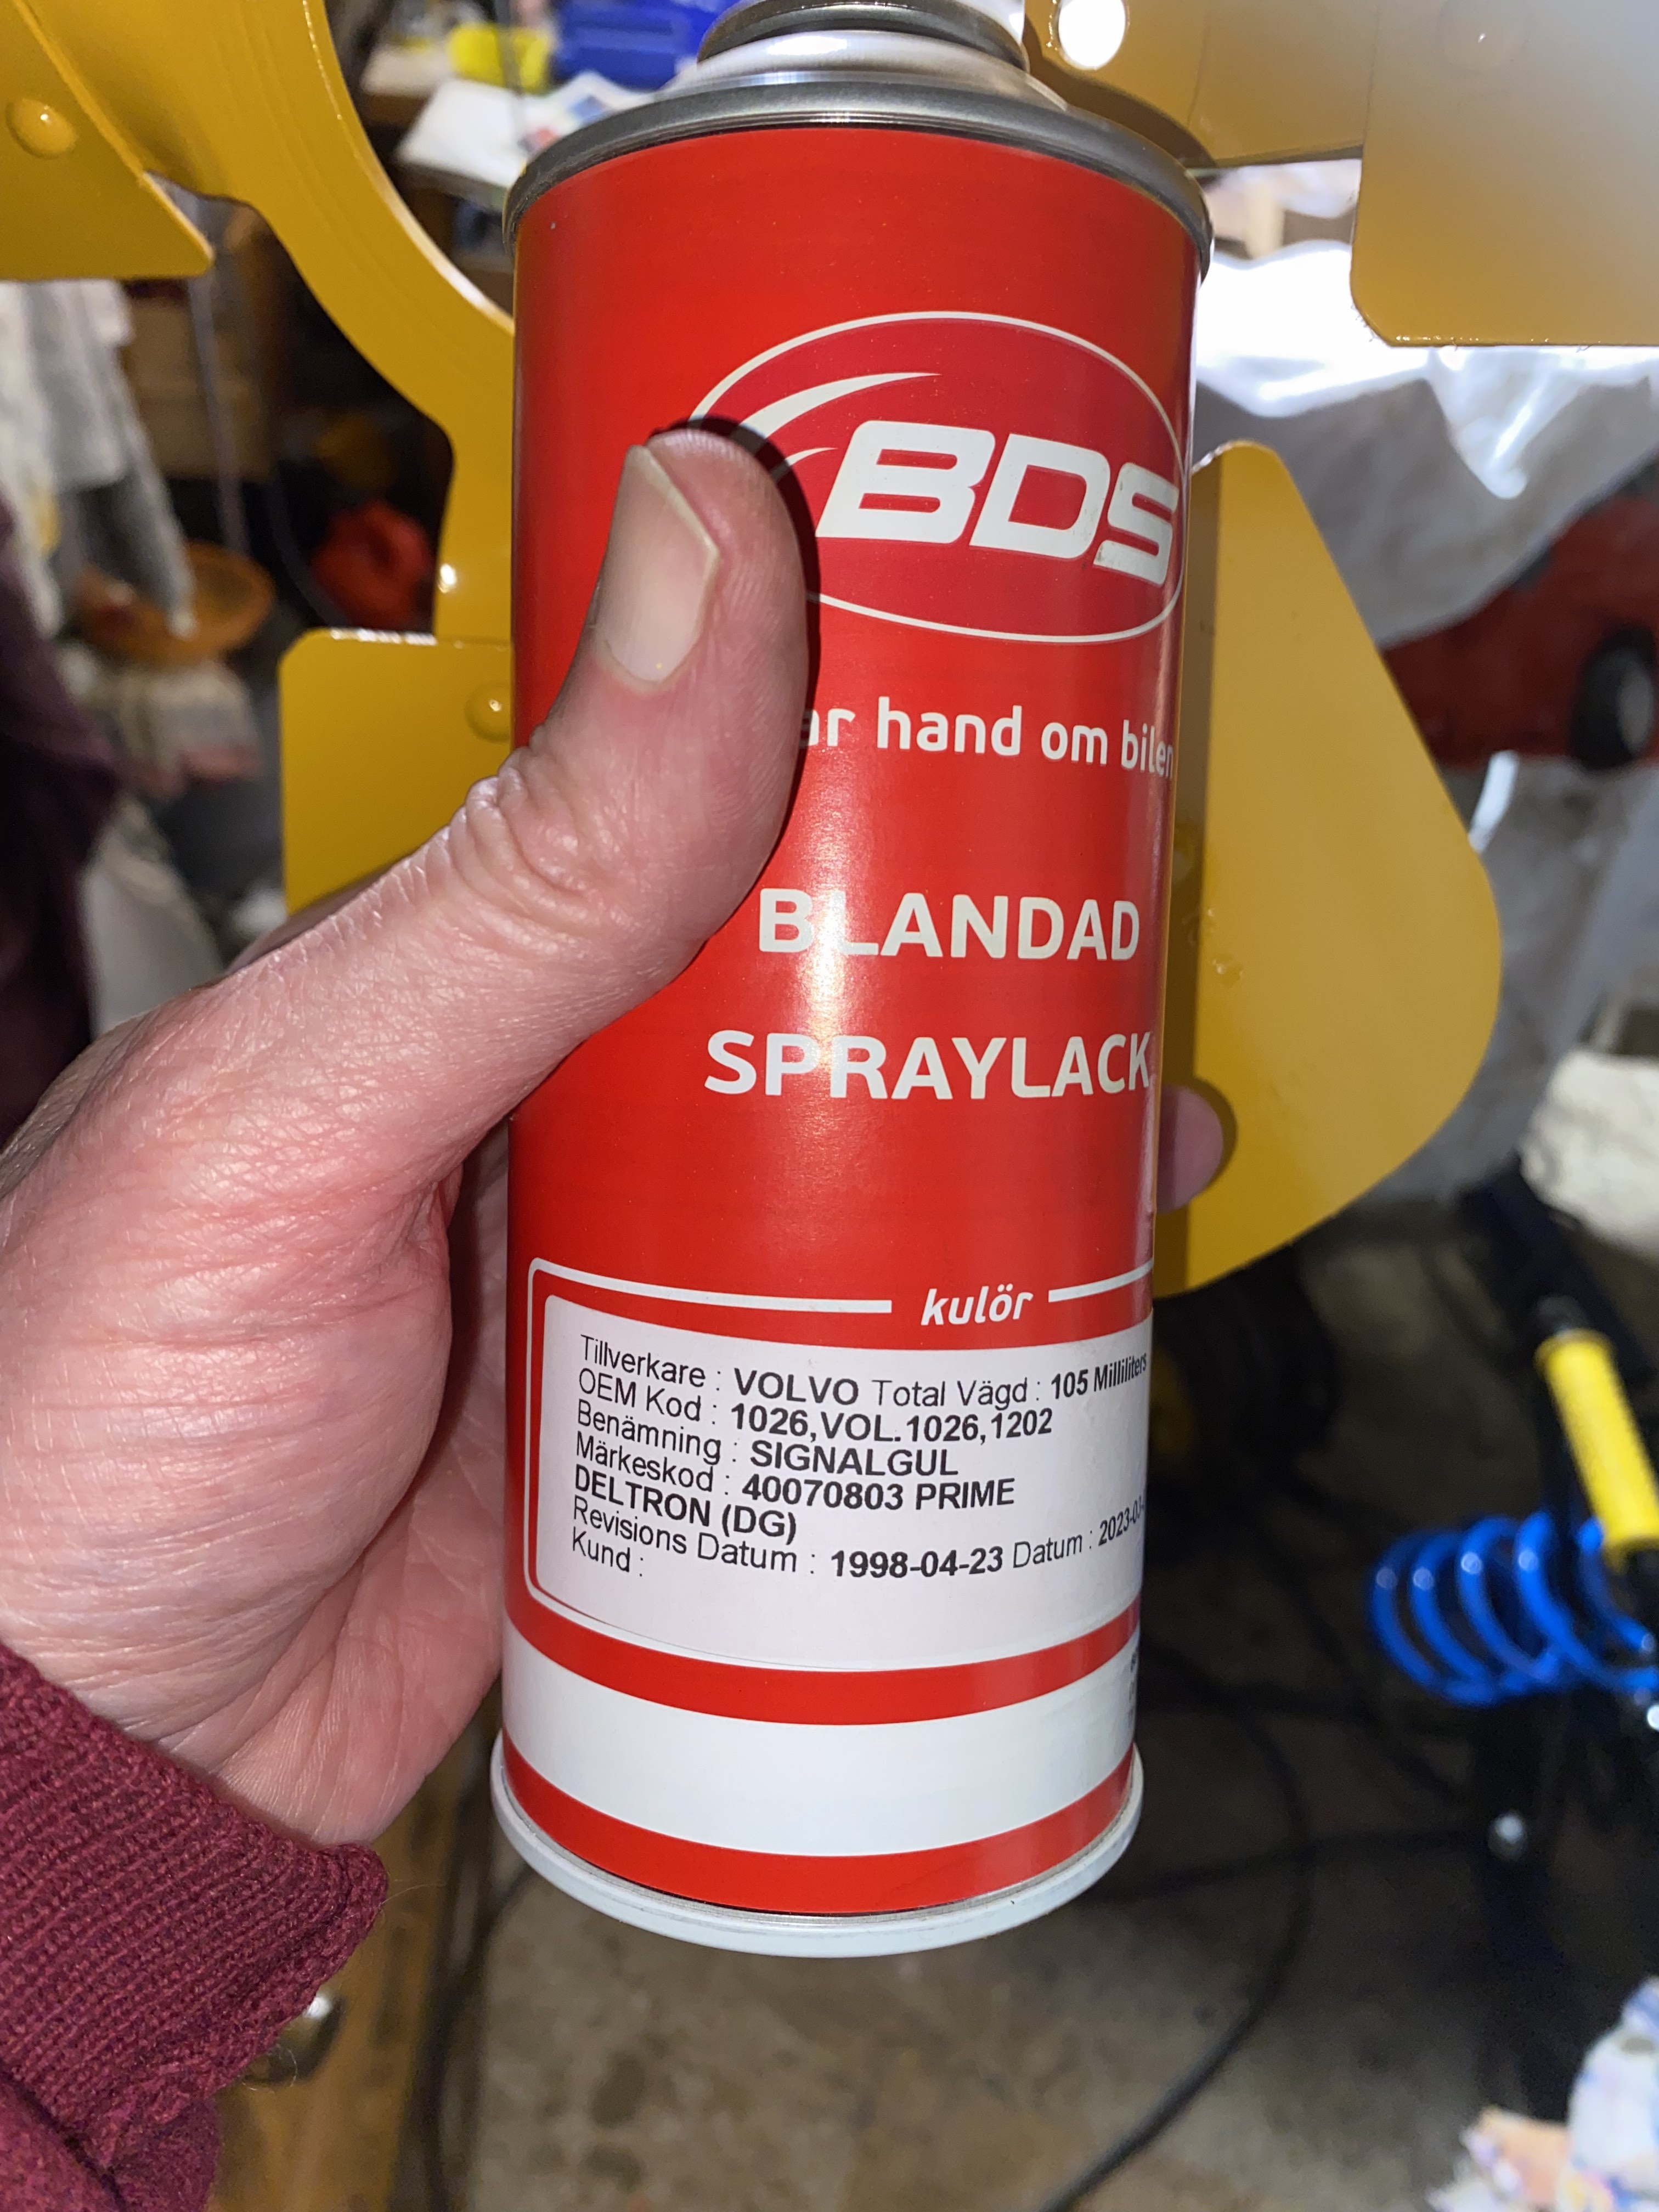 BDS
hand om bilen
BLANDAD
SPRAYLACK
kulör
Tillverkare : VOLVO Total Vägd : 105 Milliliters
OEM Kod : 1026,VOL.1026,1202
Benämning : SIGNALGUL
Märkeskod : 40070803 PRIME
DELTRON (DG)
Revisions Datum : 1998-04-23 Datum :
Kund :